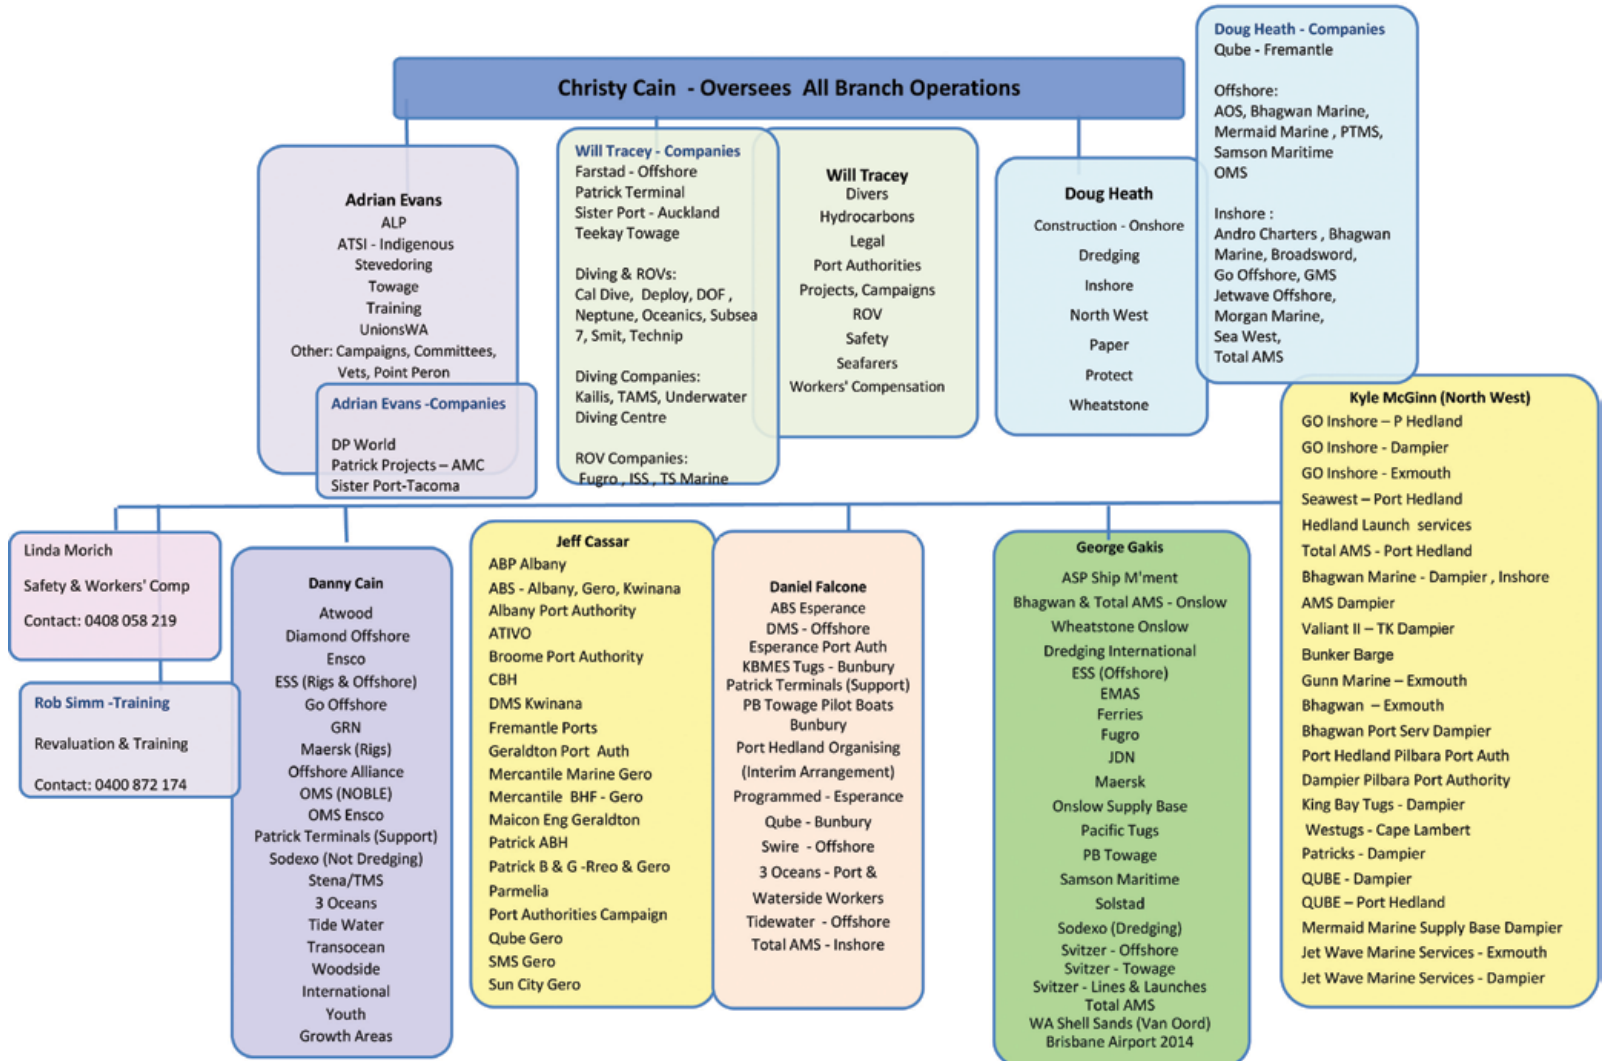 Christy Cain - Oversees All Branch Operations
Adrian Evans
ALP
ATSI - Indigenous
Stevedoring
Towage
Training
UnionsWA
Other: Campaigns, Committees,
Vets, Point Peron
Adrian Evans -Companies
DP World
Patrick Projects – AMC
Sister Port-Tacoma
Will Tracey - Companies
Farstad - Offshore
Patrick Terminal
Sister Port - Auckland
Teekay Towage
Diving & ROVs:
Cal Dive, Deploy, DOF ,
Neptune, Oceanics, Subsea
7, Smit, Technip
Diving Companies:
Kailis, TAMS, Underwater
Diving Centre
ROV Companies:
Fugro , ISS , TS Marine
Will Tracey
Divers
Hydrocarbons
Legal
Port Authorities
Projects, Campaigns
ROV
Safety
Seafarers
Workers' Compensation
Doug Heath
Construction - Onshore
Dredging
Inshore
North West
Paper
Protect
Wheatstone
Doug Heath - Companies
Qube - Fremantle
Offshore:
AOS, Bhagwan Marine,
Mermaid Marine , PTMS,
Samson Maritime
OMS
Inshore :
Andro Charters , Bhagwan
Marine, Broadsword,
Go Offshore, GMS
Jetwave Offshore,
Morgan Marine,
Sea West,
Total AMS
Linda Morich
Safety & Workers' Comp
Contact: 0408 058 219
Rob Simm -Training
Revaluation & Training
Contact: 0400 872 174
Danny Cain
Atwood
Diamond Offshore
Ensco
ESS (Rigs & Offshore)
Go Offshore
GRN
Maersk (Rigs)
Offshore Alliance
OMS (NOBLE)
OMS Ensco
Patrick Terminals (Support)
Sodexo (Not Dredging)
Stena/TMS
3 Oceans
Tide Water
Transocean
Woodside
International
Youth
Growth Areas
Jeff Cassar
ABP Albany
ABS - Albany, Gero, Kwinana
Albany Port Authority
ATIVO
Broome Port Authority
CBH
DMS Kwinana
Fremantle Ports
Geraldton Port Auth
Mercantile Marine Gero
Mercantile BHF - Gero
Maicon Eng Geraldton
Patrick ABH
Patrick B & G -Rreo & Gero
Parmelia
Port Authorities Campaign
Qube Gero
SMS Gero
Sun City Gero
Daniel Falcone
ABS Esperance
DMS - Offshore
Esperance Port Auth
KBMES Tugs - Bunbury
Patrick Terminals (Support)
PB Towage Pilot Boats
Bunbury
Port Hedland Organising
(Interim Arrangement)
Programmed - Esperance
Qube - Bunbury
Swire - Offshore
3 Oceans - Port &
Waterside Workers
Tidewater - Offshore
Total AMS - Inshore
George Gakis
ASP Ship M'ment
Bhagwan & Total AMS - Onslow
Wheatstone Onslow
Dredging International
ESS (Offshore)
EMAS
Ferries
Fugro
JDN
Maersk
Onslow Supply Base
Pacific Tugs
PB Towage
Samson Maritime
Solstad
Sodexo (Dredging)
Svitzer - Offshore
Svitzer - Towage
Svitzer - Lines & Launches
Total AMS
WA Shell Sands (Van Oord)
Brisbane Airport 2014
Kyle McGinn (North West)
GO Inshore – P Hedland
GO Inshore - Dampier
GO Inshore - Exmouth
Seawest – Port Hedland
Hedland Launch services
Total AMS - Port Hedland
Bhagwan Marine - Dampier , Inshore
AMS Dampier
Valiant II – TK Dampier
Bunker Barge
Gunn Marine – Exmouth
Bhagwan – Exmouth
Bhagwan Port Serv Dampier
Port Hedland Pilbara Port Auth
Dampier Pilbara Port Authority
King Bay Tugs - Dampier
Westugs - Cape Lambert
Patricks - Dampier
QUBE - Dampier
QUBE – Port Hedland
Mermaid Marine Supply Base Dampier
Jet Wave Marine Services - Exmouth
Jet Wave Marine Services - Dampier